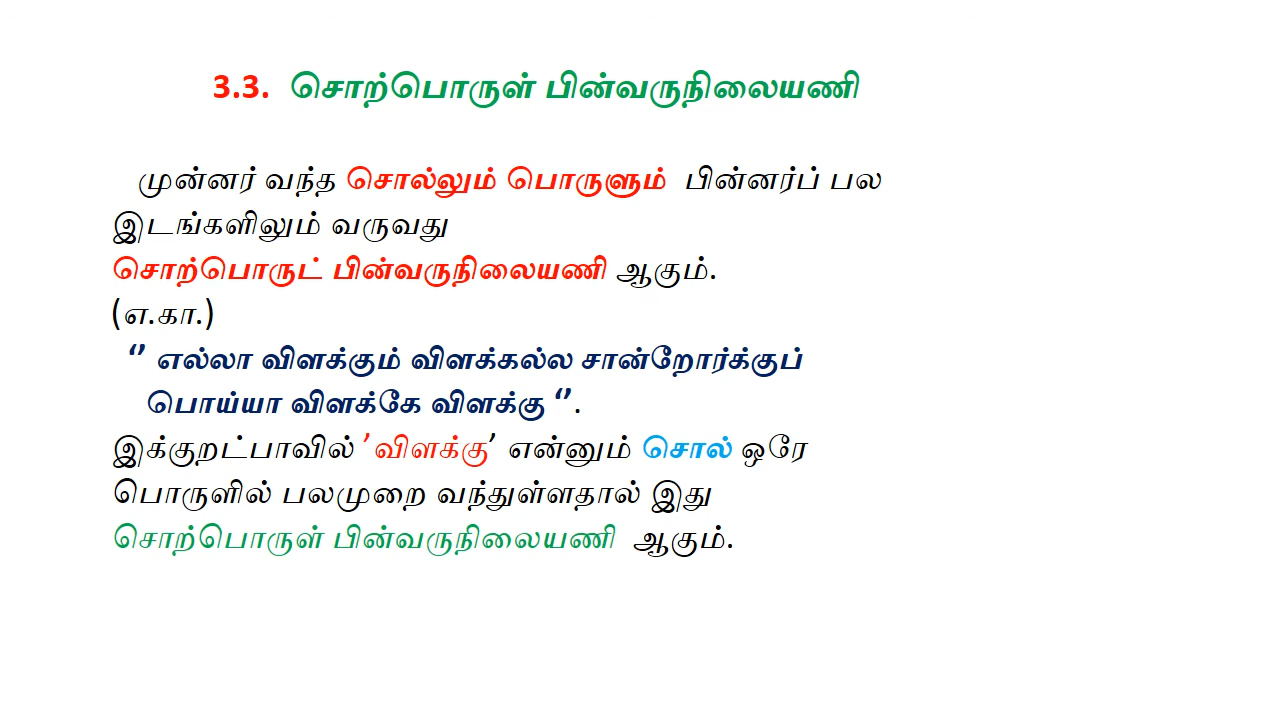 3.3. சொற்பொருள் பின்வருநிலையணி
முன்னர் வந்த சொல்லும் பொருளும் பின்னர்ப் பல
இடங்களிலும் வருவது
சொற்பொருட் பின்வருநிலையணி ஆகும்.
(எ.கா.)
‘’ எல்லா விளக்கும் விளக்கல்ல சான்றோர்க்குப்
பொய்யா விளக்கே விளக்கு ‘’.
இக்குறட்பாவில் ’விளக்கு’ என்னும் சொல் ஒரே
பொருளில் பலமுறை வந்துள்ளதால் இது
சொற்பொருள் பின்வருநிலையணி ஆகும்.